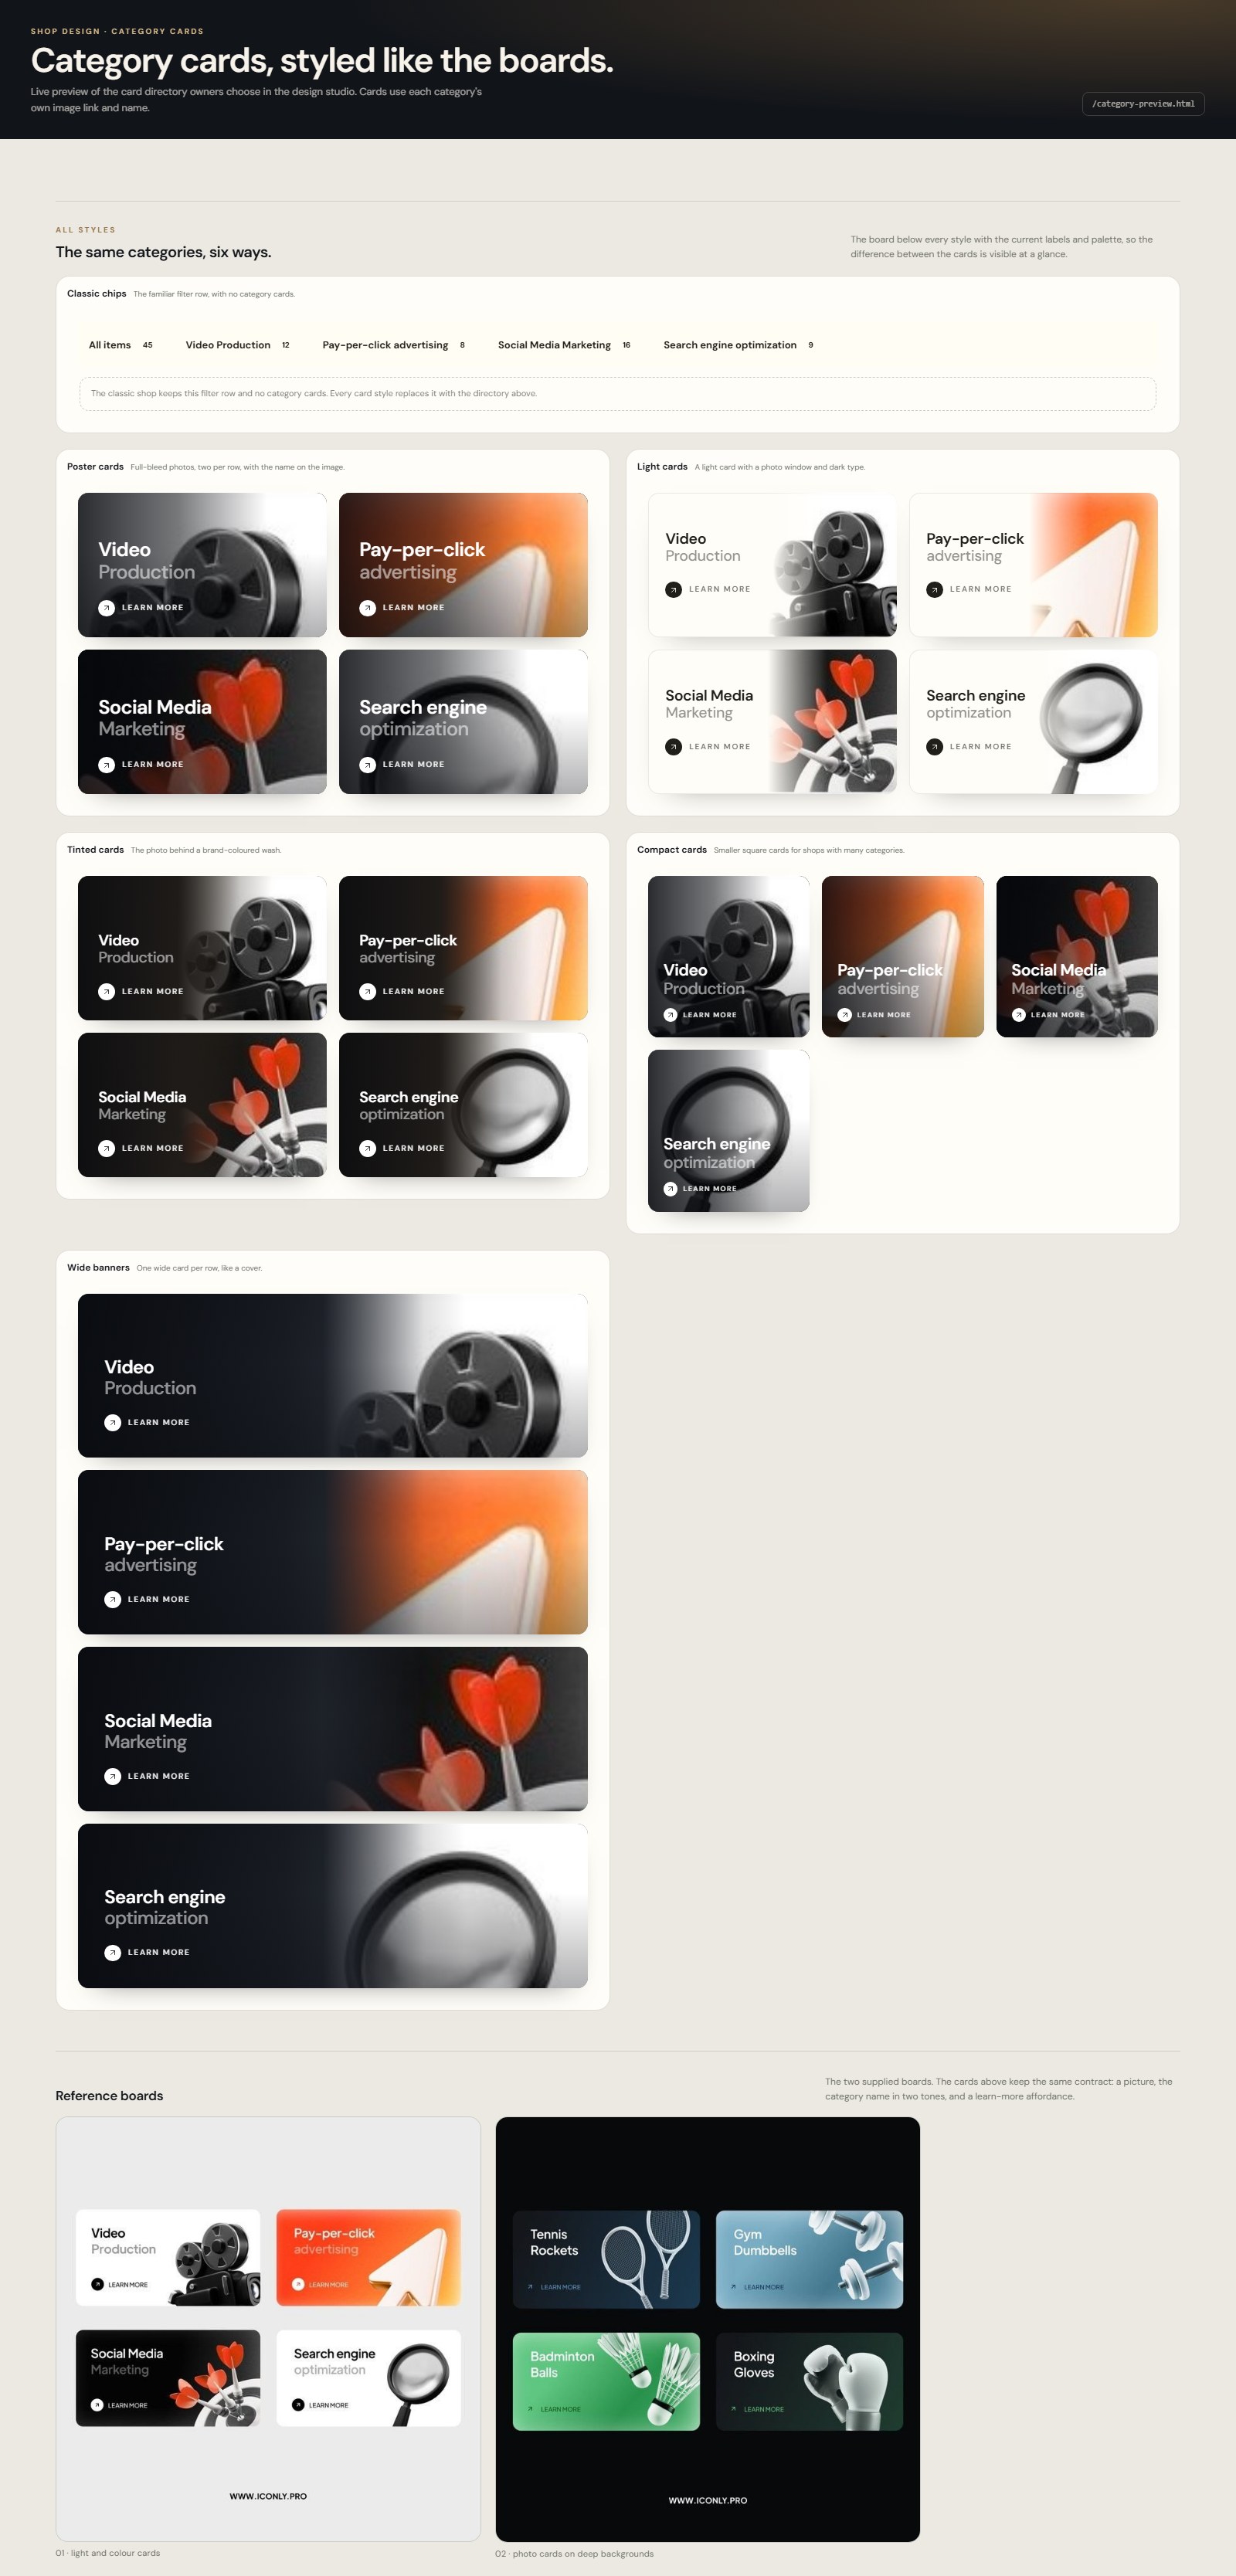 SHOP DESIGN · CATEGORY CARDS
Category cards, styled like the boards.
Live preview of the card directory owners choose in the design studio. Cards use each category's
own image link and name.
/category-preview.html
ALL STYLES
The same categories, six ways.
The board below every style with the current labels and palette, so the
difference between the cards is visible at a glance.
Classic chips The familiar filter row, with no category cards.
All items 45 Video Production 12 Pay-per-click advertising 8 Social Media Marketing 16 Search engine optimization 9
The classic shop keeps this filter row and no category cards. Every card style replaces it with the directory above.
Poster cards Full-bleed photos, two per row, with the name on the image.
Video
Production
LEARN MORE
Pay-per-click
advertising
LEARN MORE
Social Media
Marketing
LEARN MORE
Search engine
optimization
LEARN MORE
Light cards A light card with a photo window and dark type.
Video
Production
LEARN MORE
Pay-per-click
advertising
LEARN MORE
Social Media
Marketing
LEARN MORE
Search engine
optimization
LEARN MORE
Tinted cards The photo behind a brand-coloured wash.
Video
Production
LEARN MORE
Pay-per-click
advertising
LEARN MORE
Social Media
Marketing
LEARN MORE
Search engine
optimization
LEARN MORE
Compact cards Smaller square cards for shops with many categories.
Video
Production
LEARN MORE
Pay-per-click
advertising
LEARN MORE
Social Media
Marketing
LEARN MORE
Search engine
optimization
LEARN MORE
Wide banners One wide card per row, like a cover.
Video
Production
LEARN MORE
Pay-per-click
advertising
LEARN MORE
Social Media
Marketing
LEARN MORE
Search engine
optimization
LEARN MORE
Reference boards
The two supplied boards. The cards above keep the same contract: a picture, the
category name in two tones, and a learn-more affordance.
Video
Production
LEARN MORE
Pay-per-click
advertising
LEARN MORE
Social Media
Marketing
LEARN MORE
Search engine
optimization
LEARN MORE
WWW.ICONLY.PRO
01 · light and colour cards
Tennis
Rockets
LEARN MORE
Gym
Dumbbells
LEARN MORE
Badminton
Balls
LEARN MORE
Boxing
Gloves
LEARN MORE
WWW.ICONLY.PRO
02 · photo cards on deep backgrounds